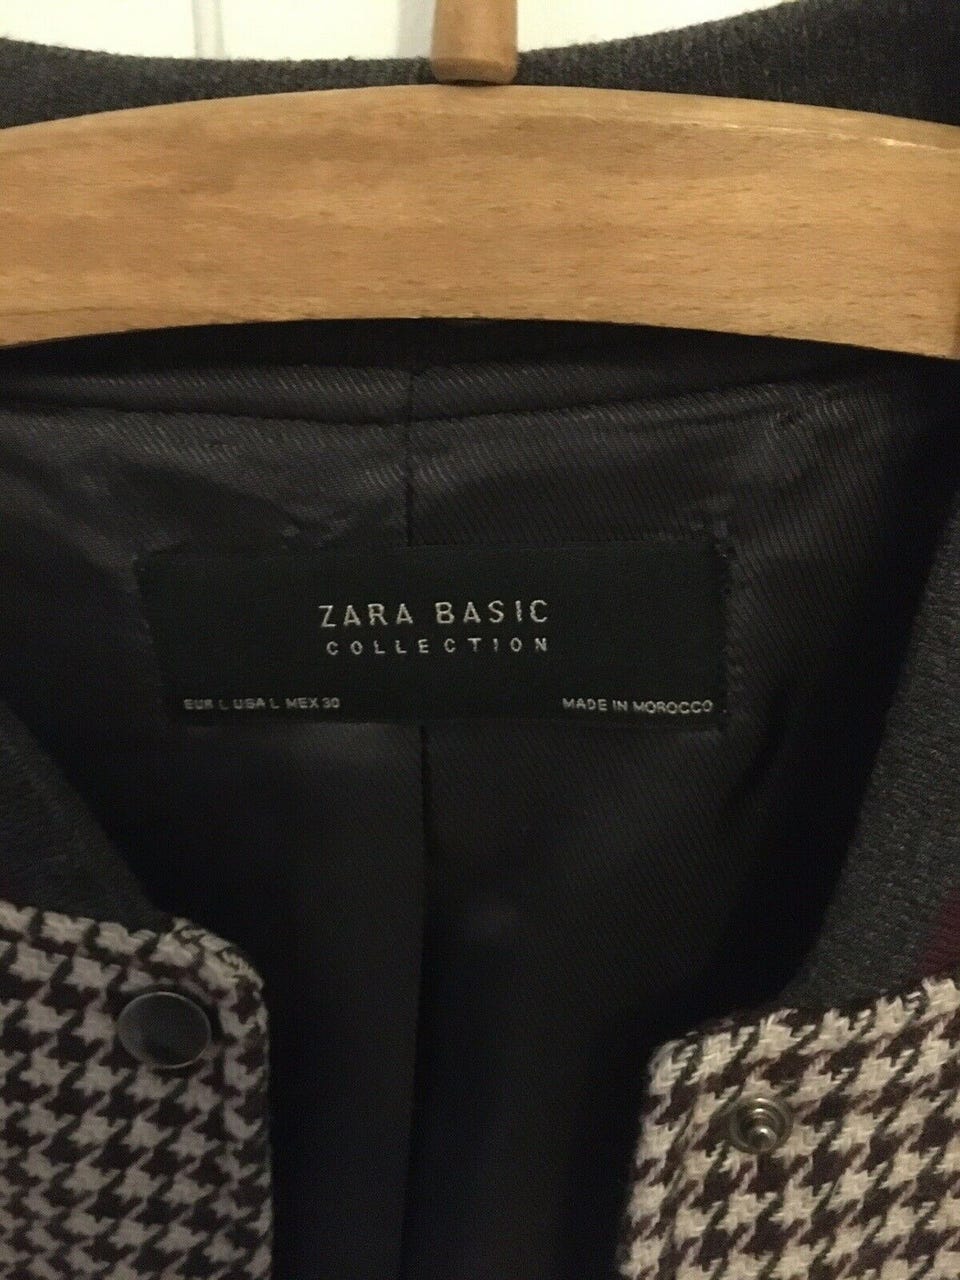 ZARA BASIC
COLLECTION
EUR L USA L MEX 30
MADE IN MOROCCO